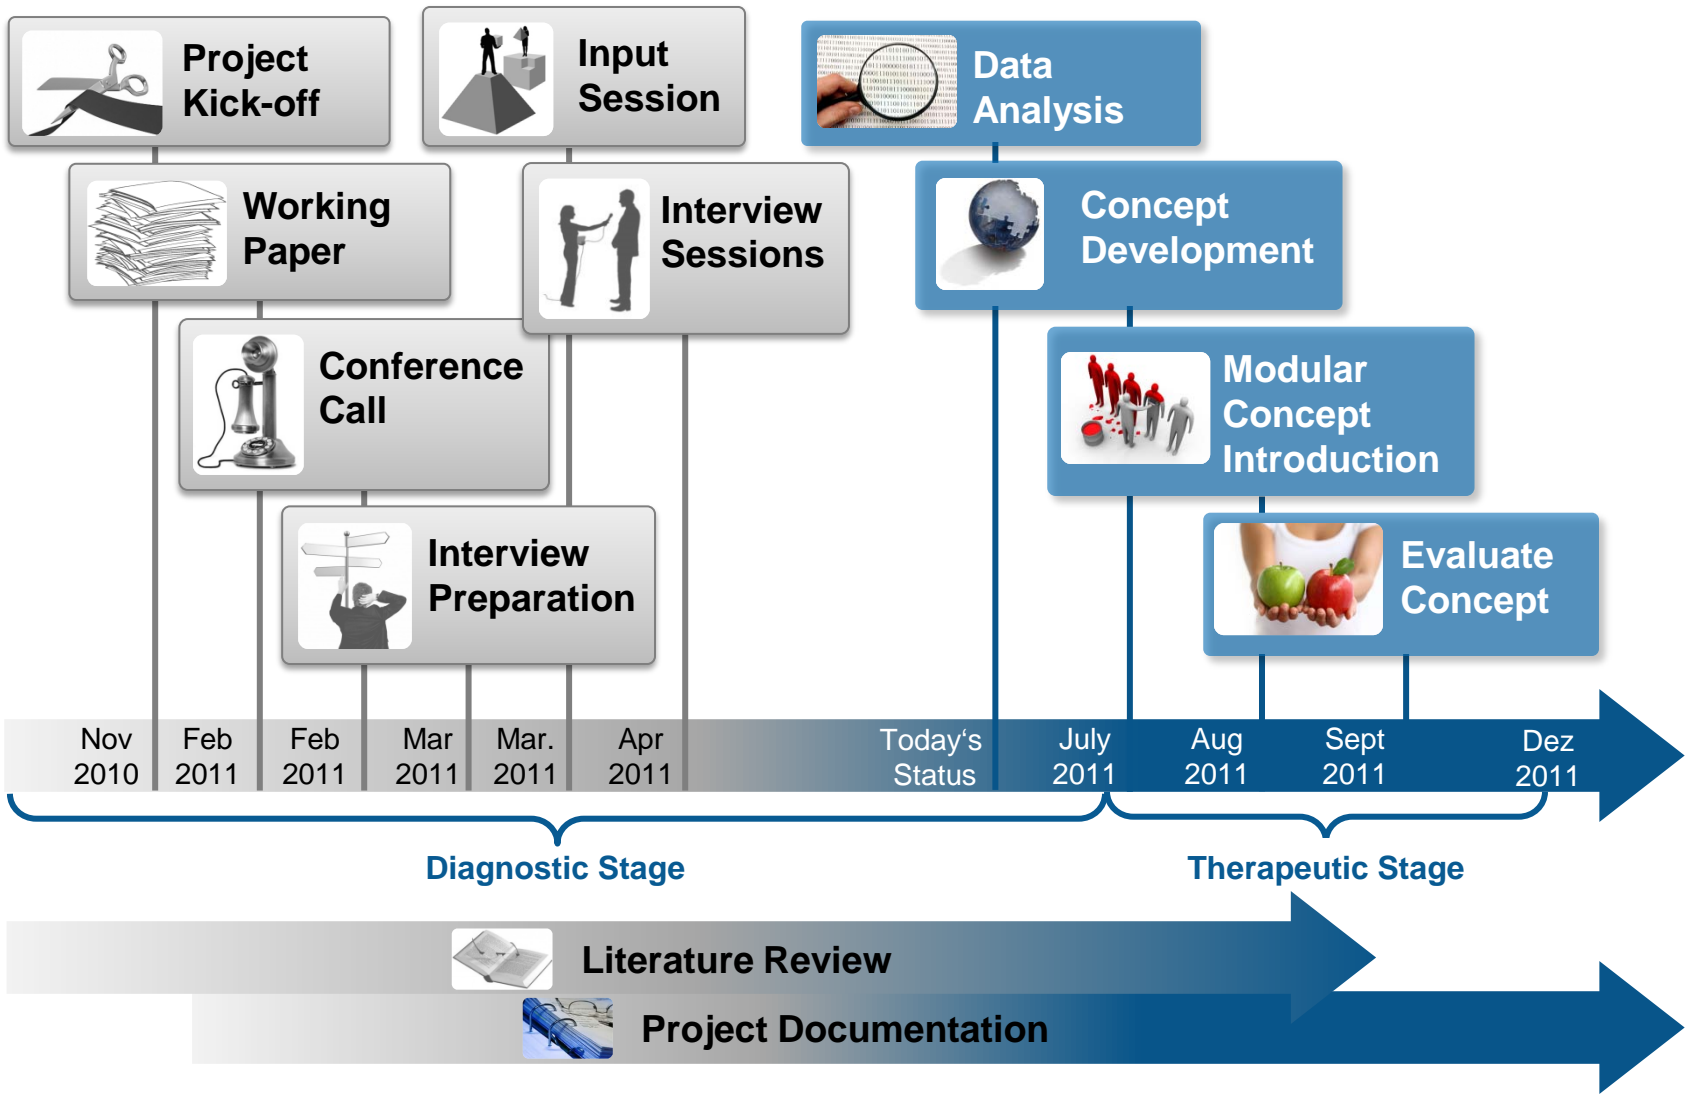 Project
Kick-off
Input
Session
Data
Analysis
Working
Paper
Interview
Sessions
Concept
Development
Conference
Call
Modular
Concept
Introduction
Interview
Preparation
Evaluate
Concept
Nov
2010
Feb
2011
Feb
2011
Mar
2011
Mar.
2011
Apr
2011
Today‘s
Status
July
2011
Aug
2011
Sept
2011
Dez
2011
Diagnostic Stage
Therapeutic Stage
Literature Review
Project Documentation